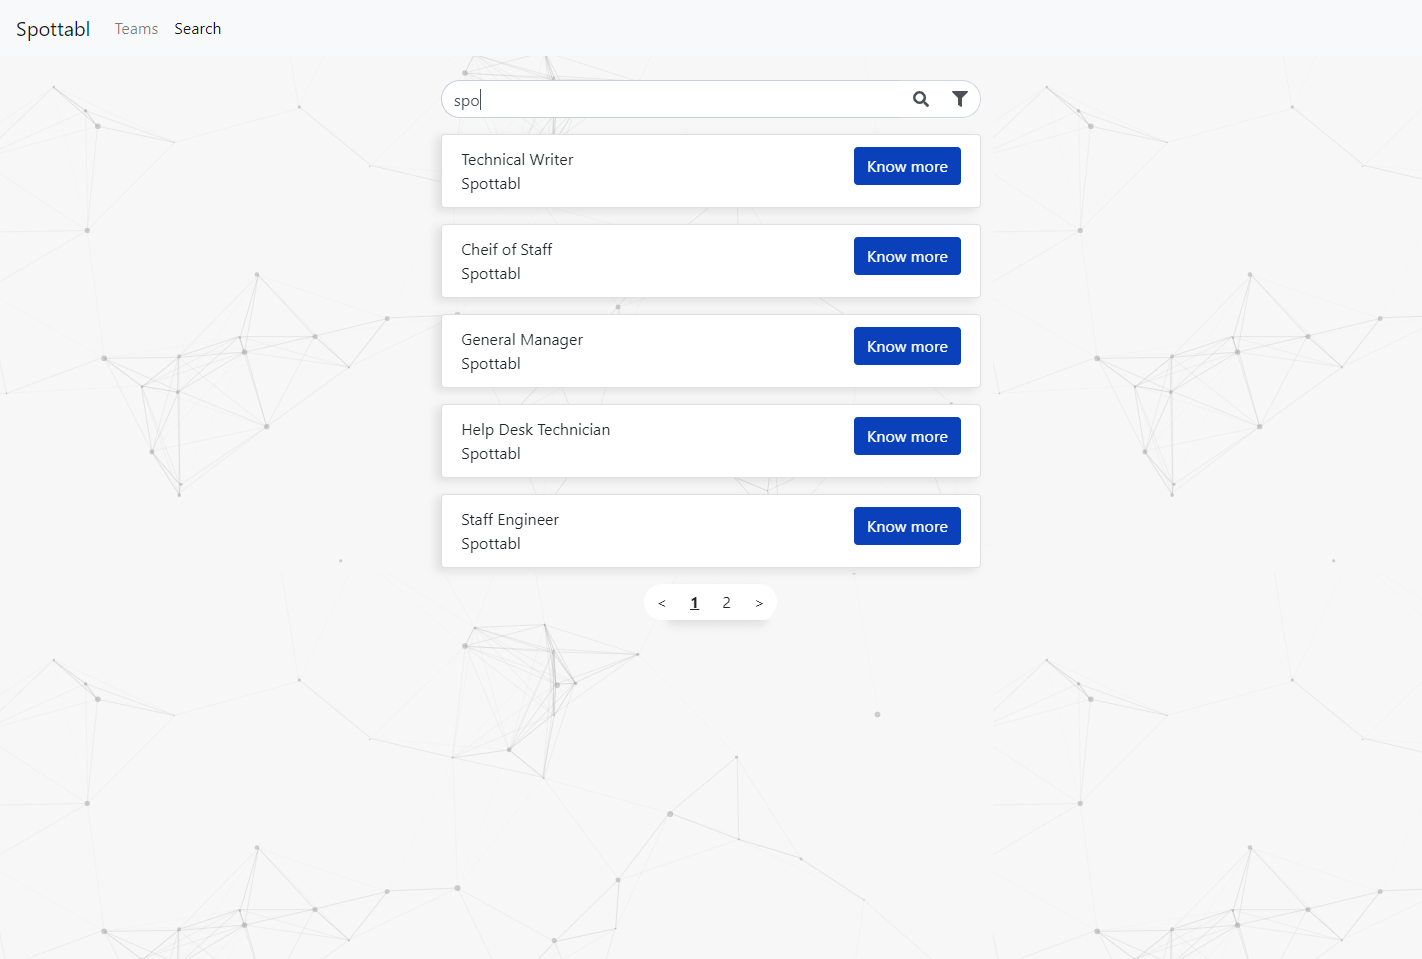 Spottabl Teams Search
spo
Technical Writer
Spottabl
Know more
Cheif of Staff
Spottabl
Know more
General Manager
Spottabl
Know more
Help Desk Technician
Spottabl
Know more
Staff Engineer
Spottabl
Know more
< 1 2 >